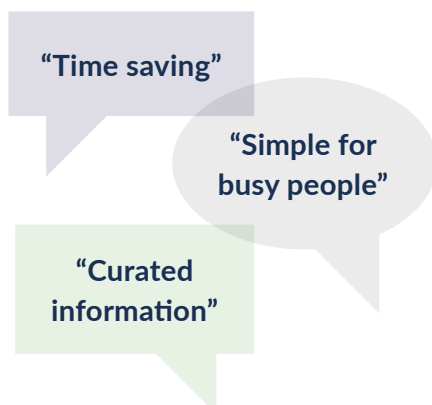 “Time saving”
“Simple for
busy people”
“Curated
information”